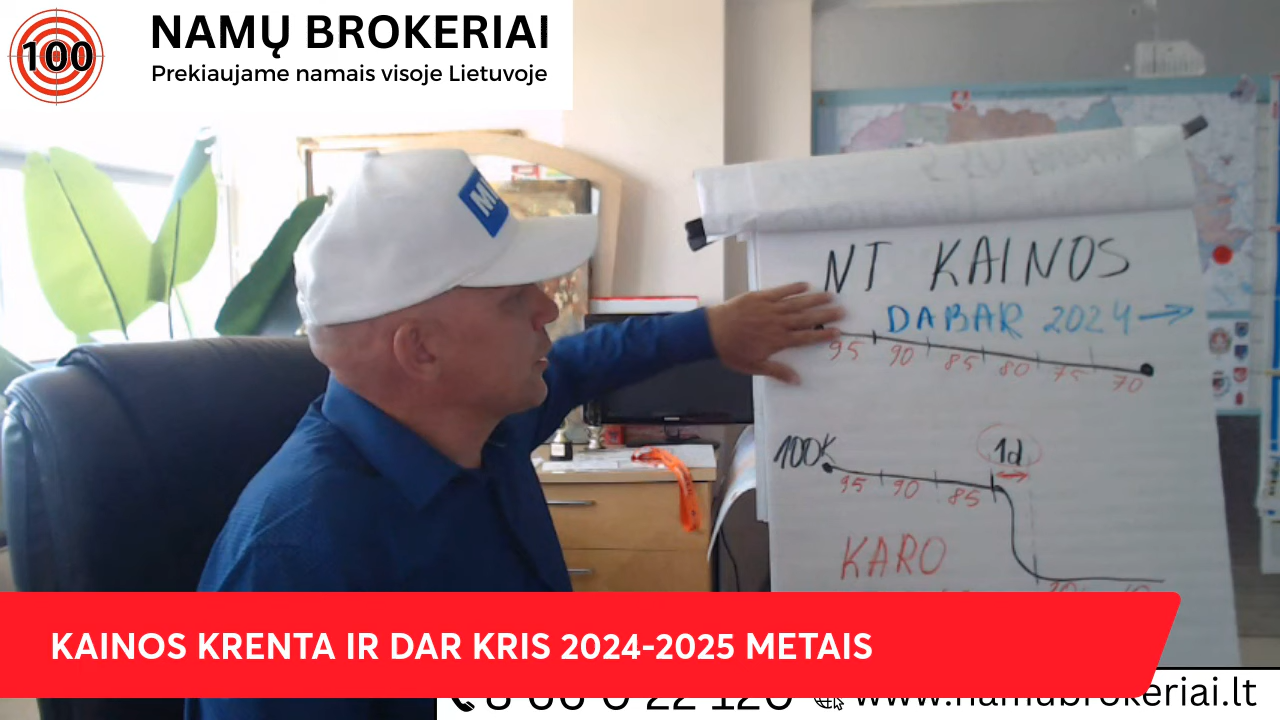 100
NAMŲ BROKERIAI
Prekiaujame namais visoje Lietuvoje
NT KAINOS
DABAR 2024 →
95 90 85 80 75 70
100K
1d
95 90 85
KARO
KAINOS KRENTA IR DAR KRIS 2024-2025 METAIS
www.namubrokeriai.lt